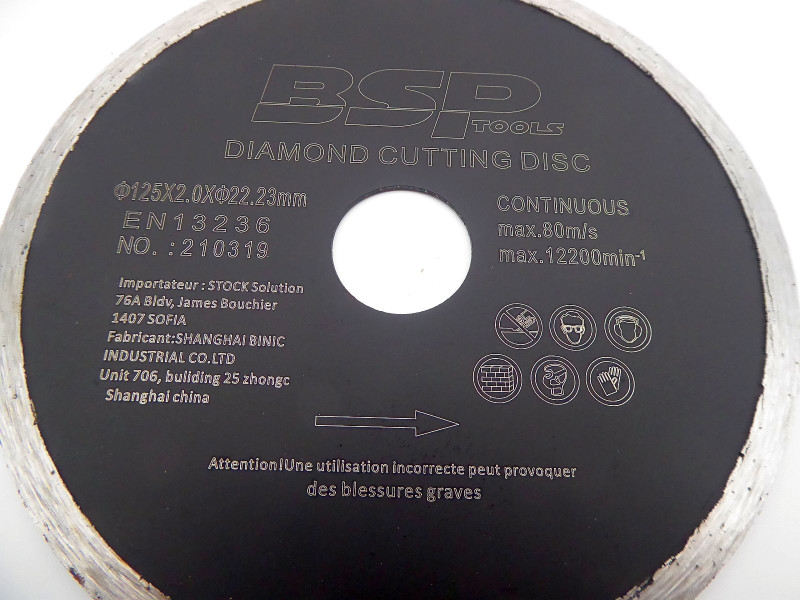 BSP TOOLS
DIAMOND CUTTING DISC
Φ125X2.0XΦ22.23mm
EN13236
NO. :210319
CONTINUOUS
max.80m/s
max.12200min-1
Importateur : STOCK Solution
76A Bldv, James Bouchier
1407 SOFIA
Fabricant:SHANGHAI BINIC
INDUSTRIAL CO.LTD
Unit 706, buliding 25 zhongc
Shanghai china
Attention!Une utilisation incorrecte peut provoquer
des blessures graves